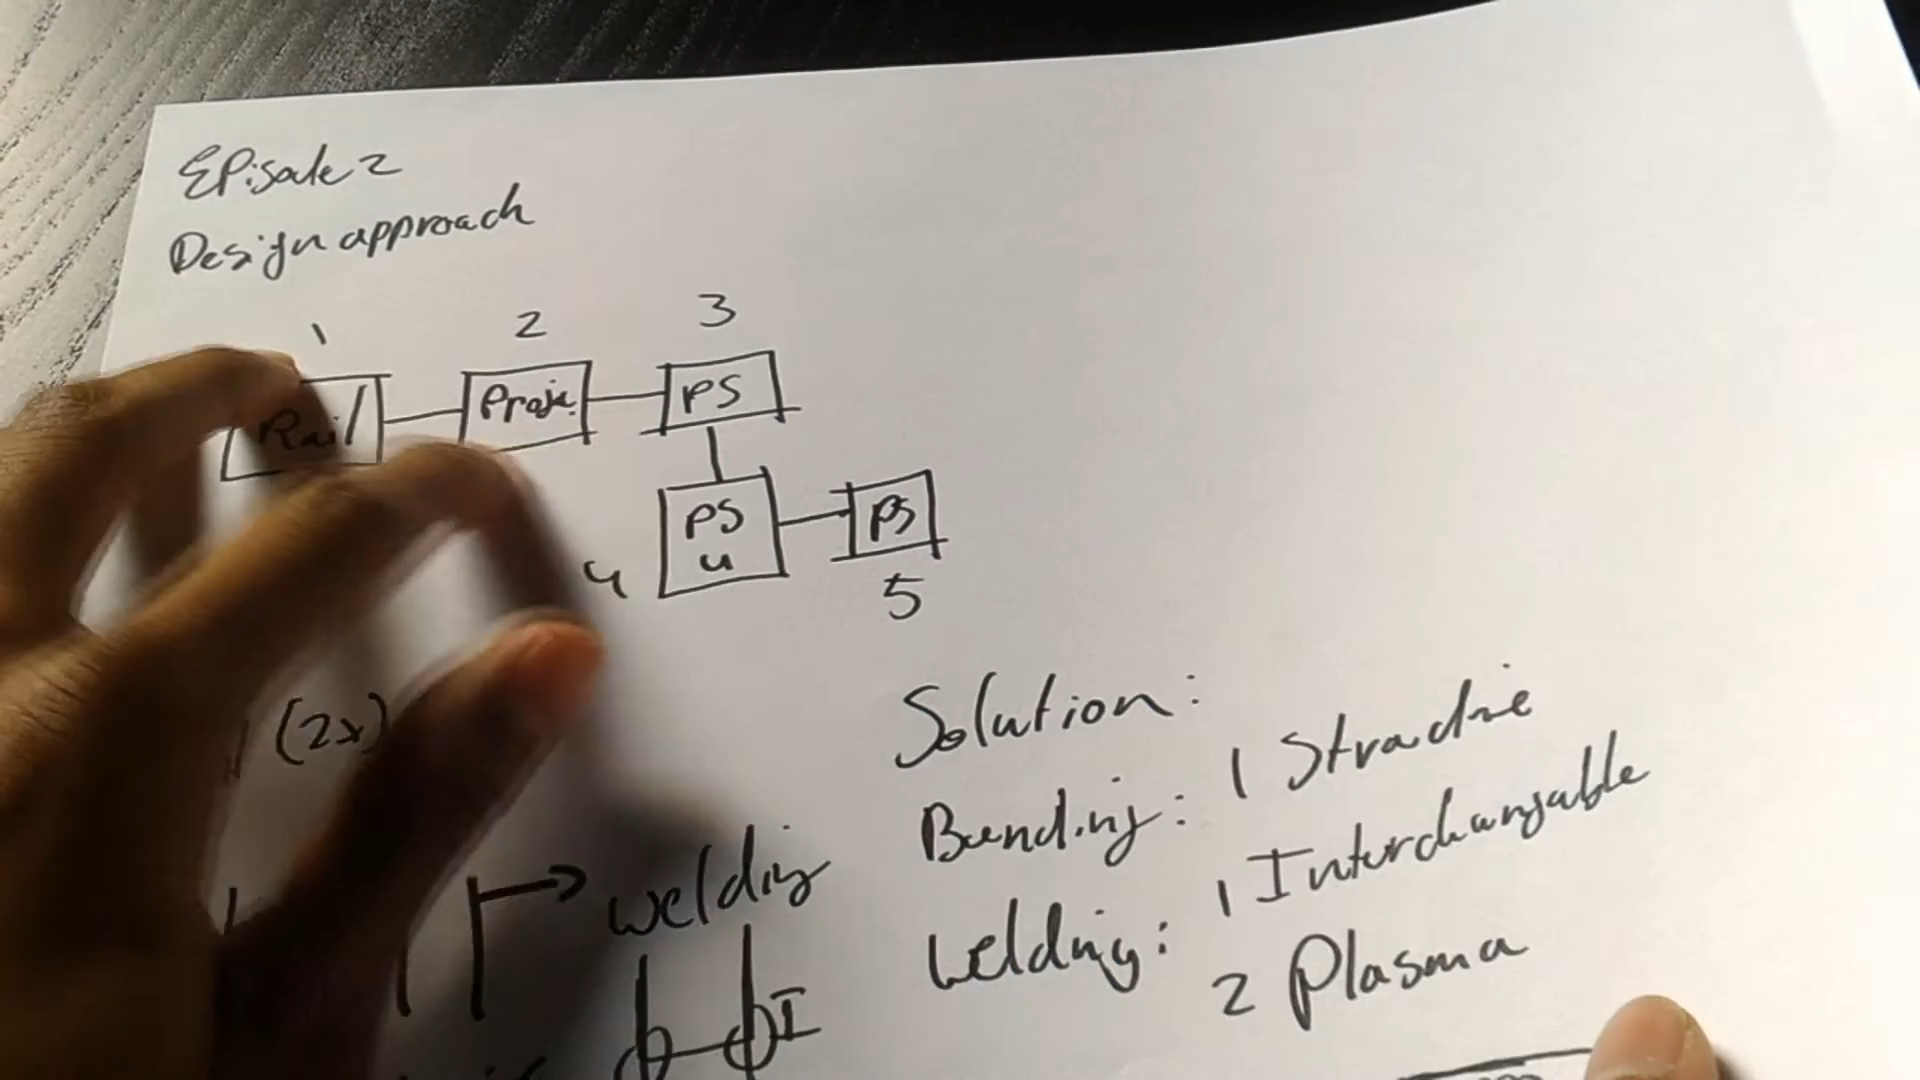 Episode 2
Design approach
1 2 3
Rail Proje. PS
PS
u
PS
4
5
(2x)
Solution:
Bending: 1 Structre
Welding: 1 Interchangable
2 Plasma
welding
I